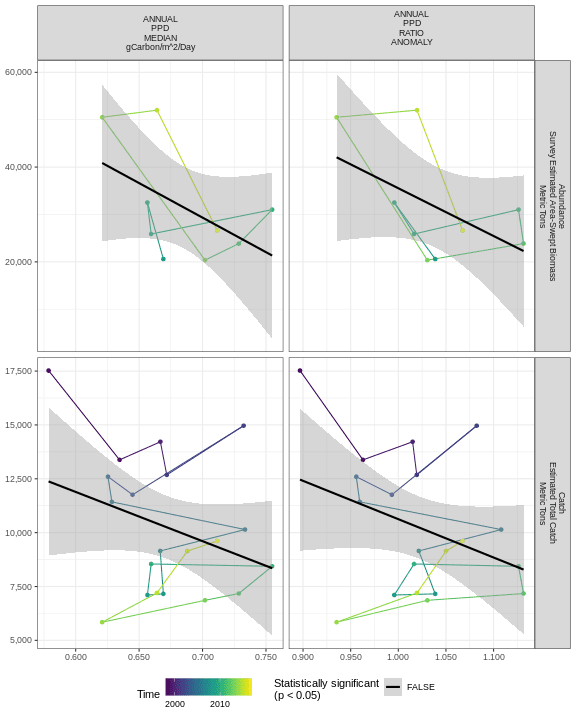 ANNUAL
PPD
MEDIAN
gCarbon/m^2/Day
ANNUAL
PPD
RATIO
ANOMALY
60,000
40,000
20,000
Abundance
Survey Estimated Area-Swept Biomass
Metric Tons
17,500
15,000
12,500
10,000
7,500
5,000
Catch
Estimated Total Catch
Metric Tons
0.600
0.650
0.700
0.750
0.900
0.950
1.000
1.050
1.100
Time
2000
2010
Statistically significant
(p < 0.05)
FALSE